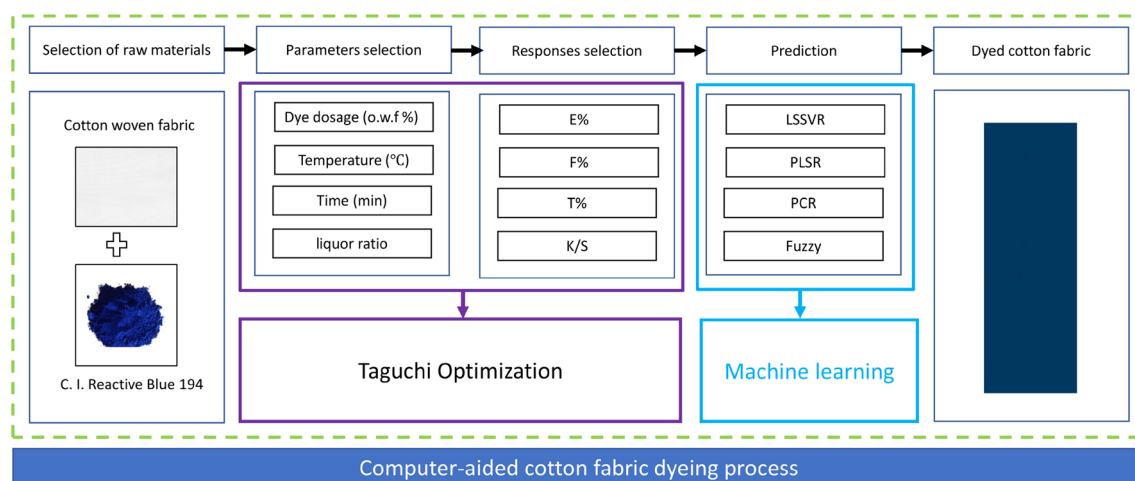 Selection of raw materials
Parameters selection
Responses selection
Prediction
Dyed cotton fabric
Cotton woven fabric
C. I. Reactive Blue 194
Dye dosage (o.w.f %)
Temperature (℃)
Time (min)
liquor ratio
E%
F%
T%
K/S
Taguchi Optimization
LSSVR
PLSR
PCR
Fuzzy
Machine learning
Computer-aided cotton fabric dyeing process